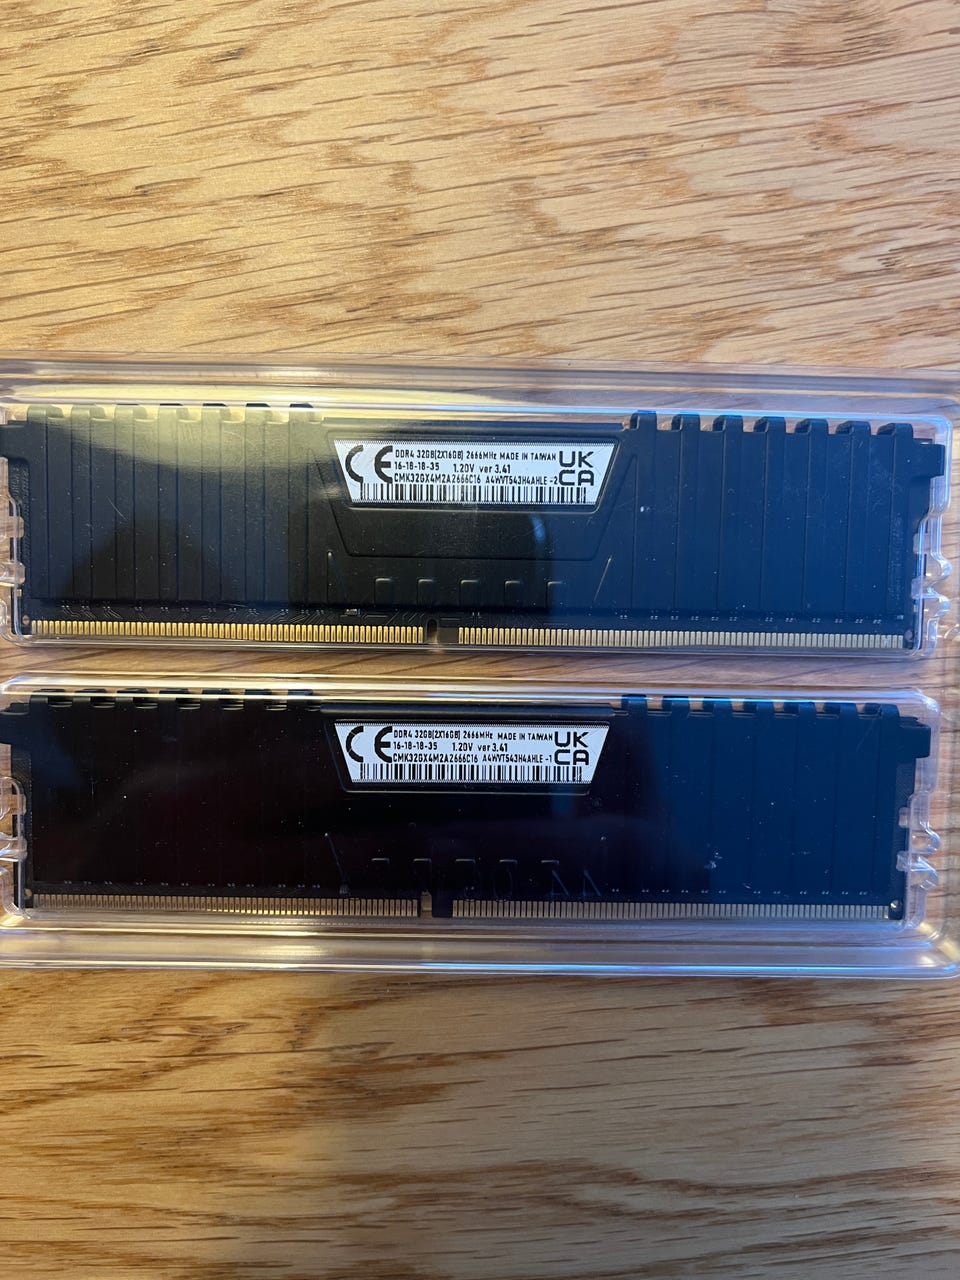 CE DDR4 32GB(2X16GB) 2666MHz MADE IN TAIWAN UK
16-18-18-35 1.20V ver 3.41 CA
CMK32GX4M2A2666C16 A4WVT543H4AHLE -2
CE DDR4 32GB(2X16GB) 2666MHz MADE IN TAIWAN UK
16-18-18-35 1.20V ver 3.41 CA
CMK32GX4M2A2666C16 A4WVT543H4AHLE -1